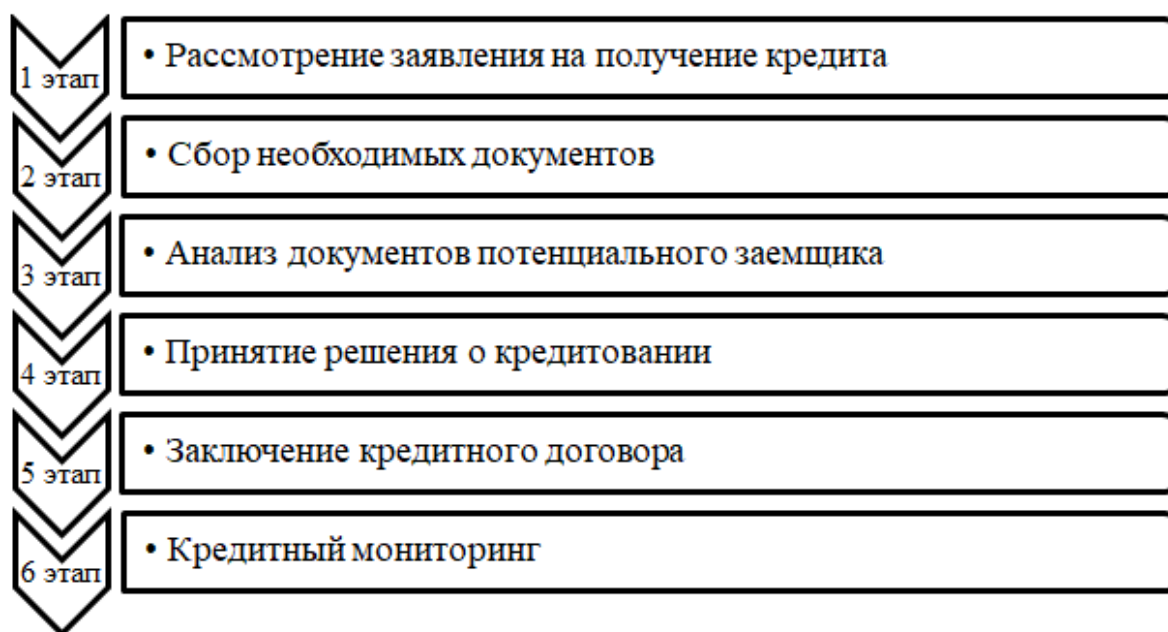 1 этап
• Рассмотрение заявления на получение кредита
2 этап
• Сбор необходимых документов
3 этап
• Анализ документов потенциального заемщика
4 этап
• Принятие решения о кредитовании
5 этап
• Заключение кредитного договора
6 этап
• Кредитный мониторинг